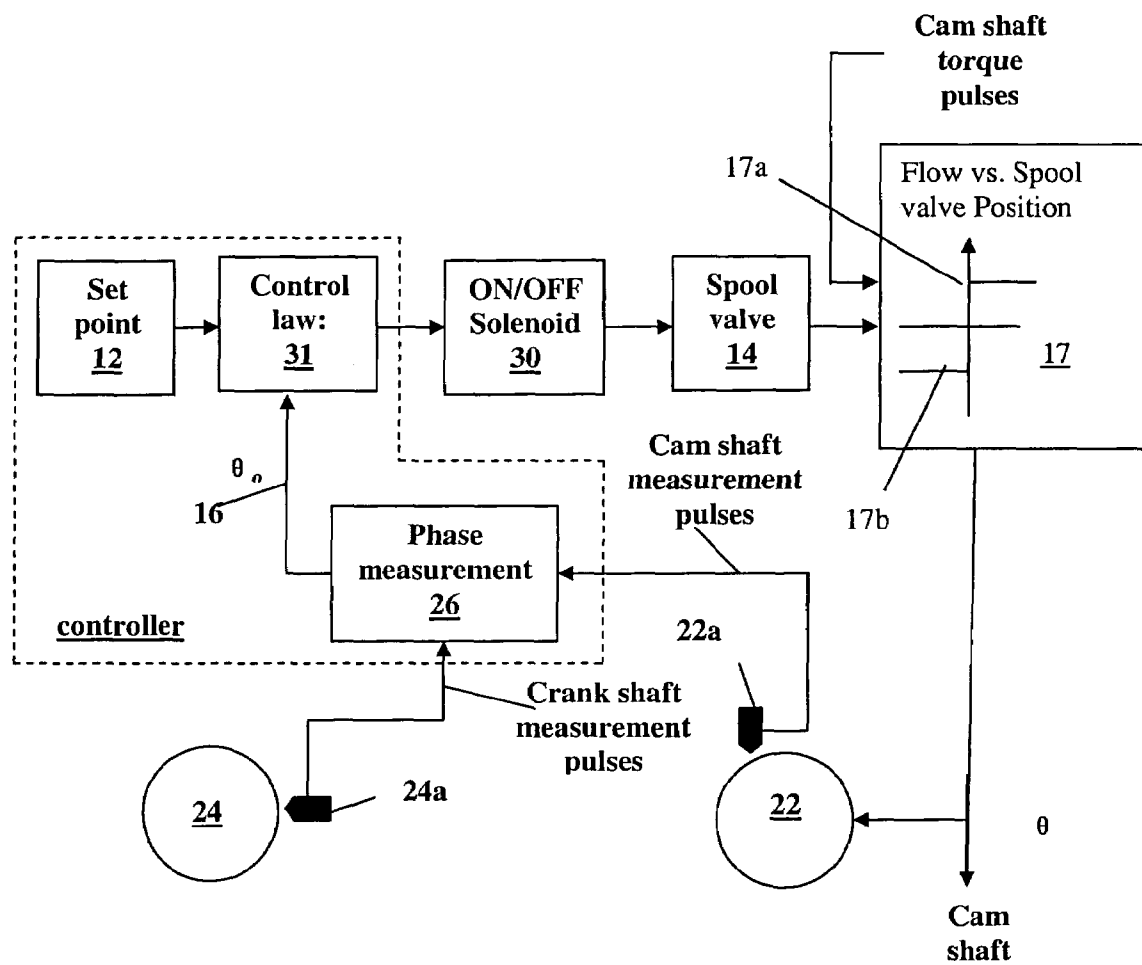 Cam shaft
torque
pulses
17a
Flow vs. Spool
valve Position
17
17b
Set
point
12
Control
law:
31
ON/OFF
Solenoid
30
Spool
valve
14
θ o
16
Phase
measurement
26
controller
Cam shaft
measurement
pulses
22a
Crank shaft
measurement
pulses
24
24a
22
θ
Cam
shaft